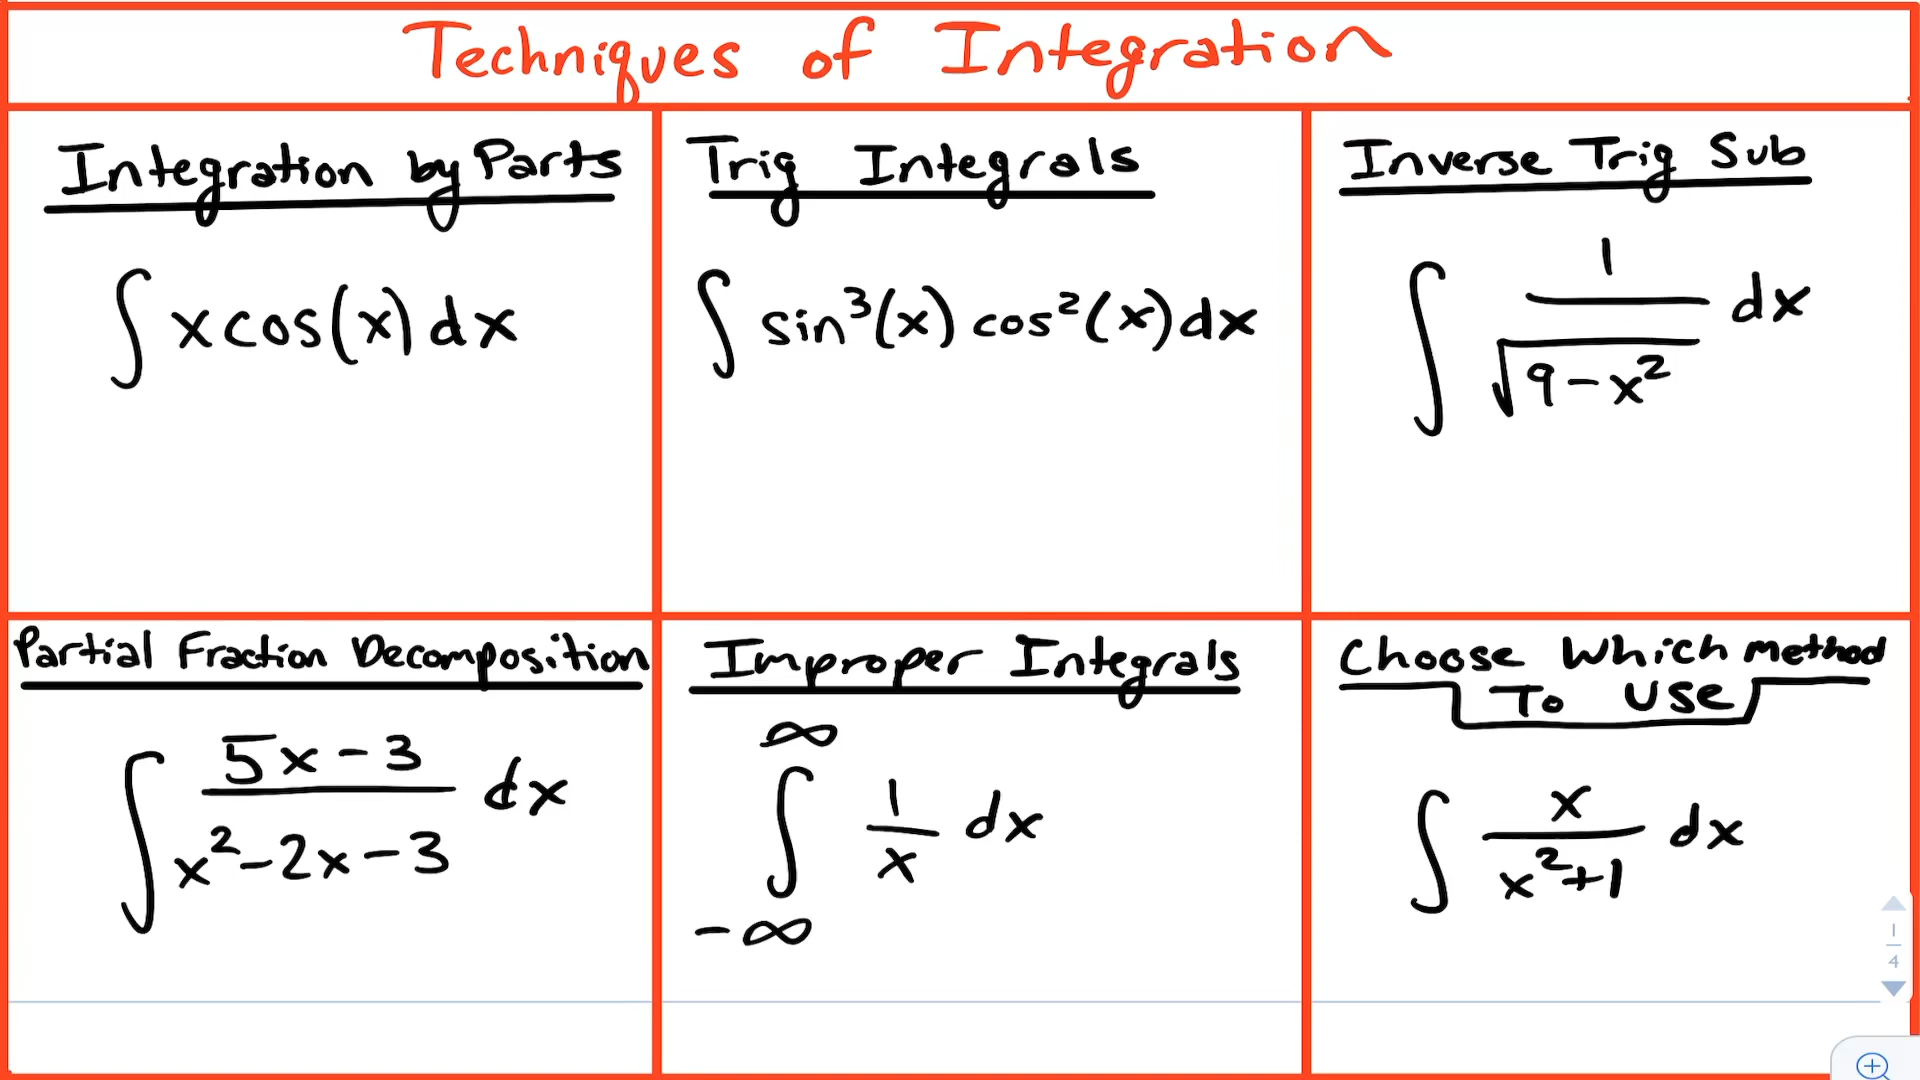 Techniques of Integration
Integration by Parts
∫ x cos(x) dx
Trig Integrals
∫ sin³(x) cos²(x) dx
Inverse Trig Sub
∫ 1/√(9-x²) dx
Partial Fraction Decomposition
∫ (5x-3)/(x²-2x-3) dx
Improper Integrals
∞
∫ 1/x dx
-∞
Choose Which method
To Use
∫ x/(x²+1) dx
1
4